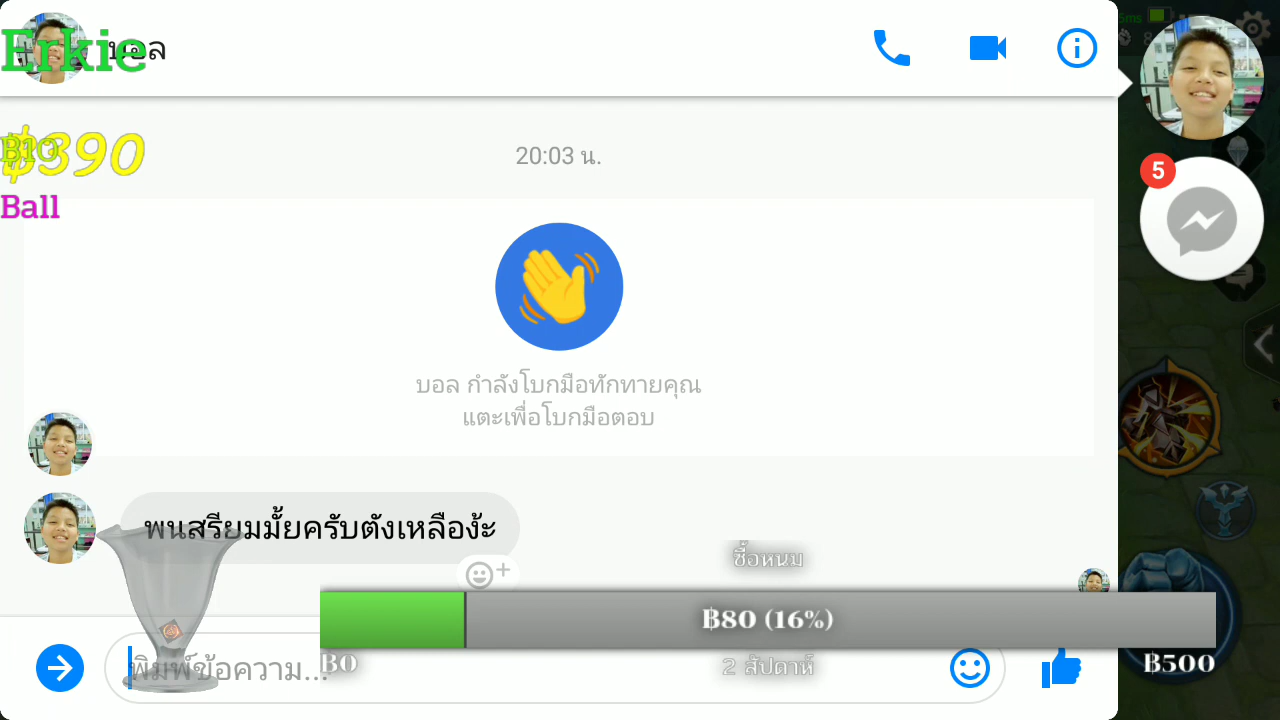 Erkie
บอล
5
฿390
฿10
20:03 น.
Ball
บอล กำลังโบกมือทักทายคุณ
แตะเพื่อโบกมือตอบ
พนสรียมมั้ยครับตังเหลือง้ะ
ซื้อหนม
฿80 (16%)
พิมพ์ข้อความ...
฿0
2 สัปดาห์
฿500